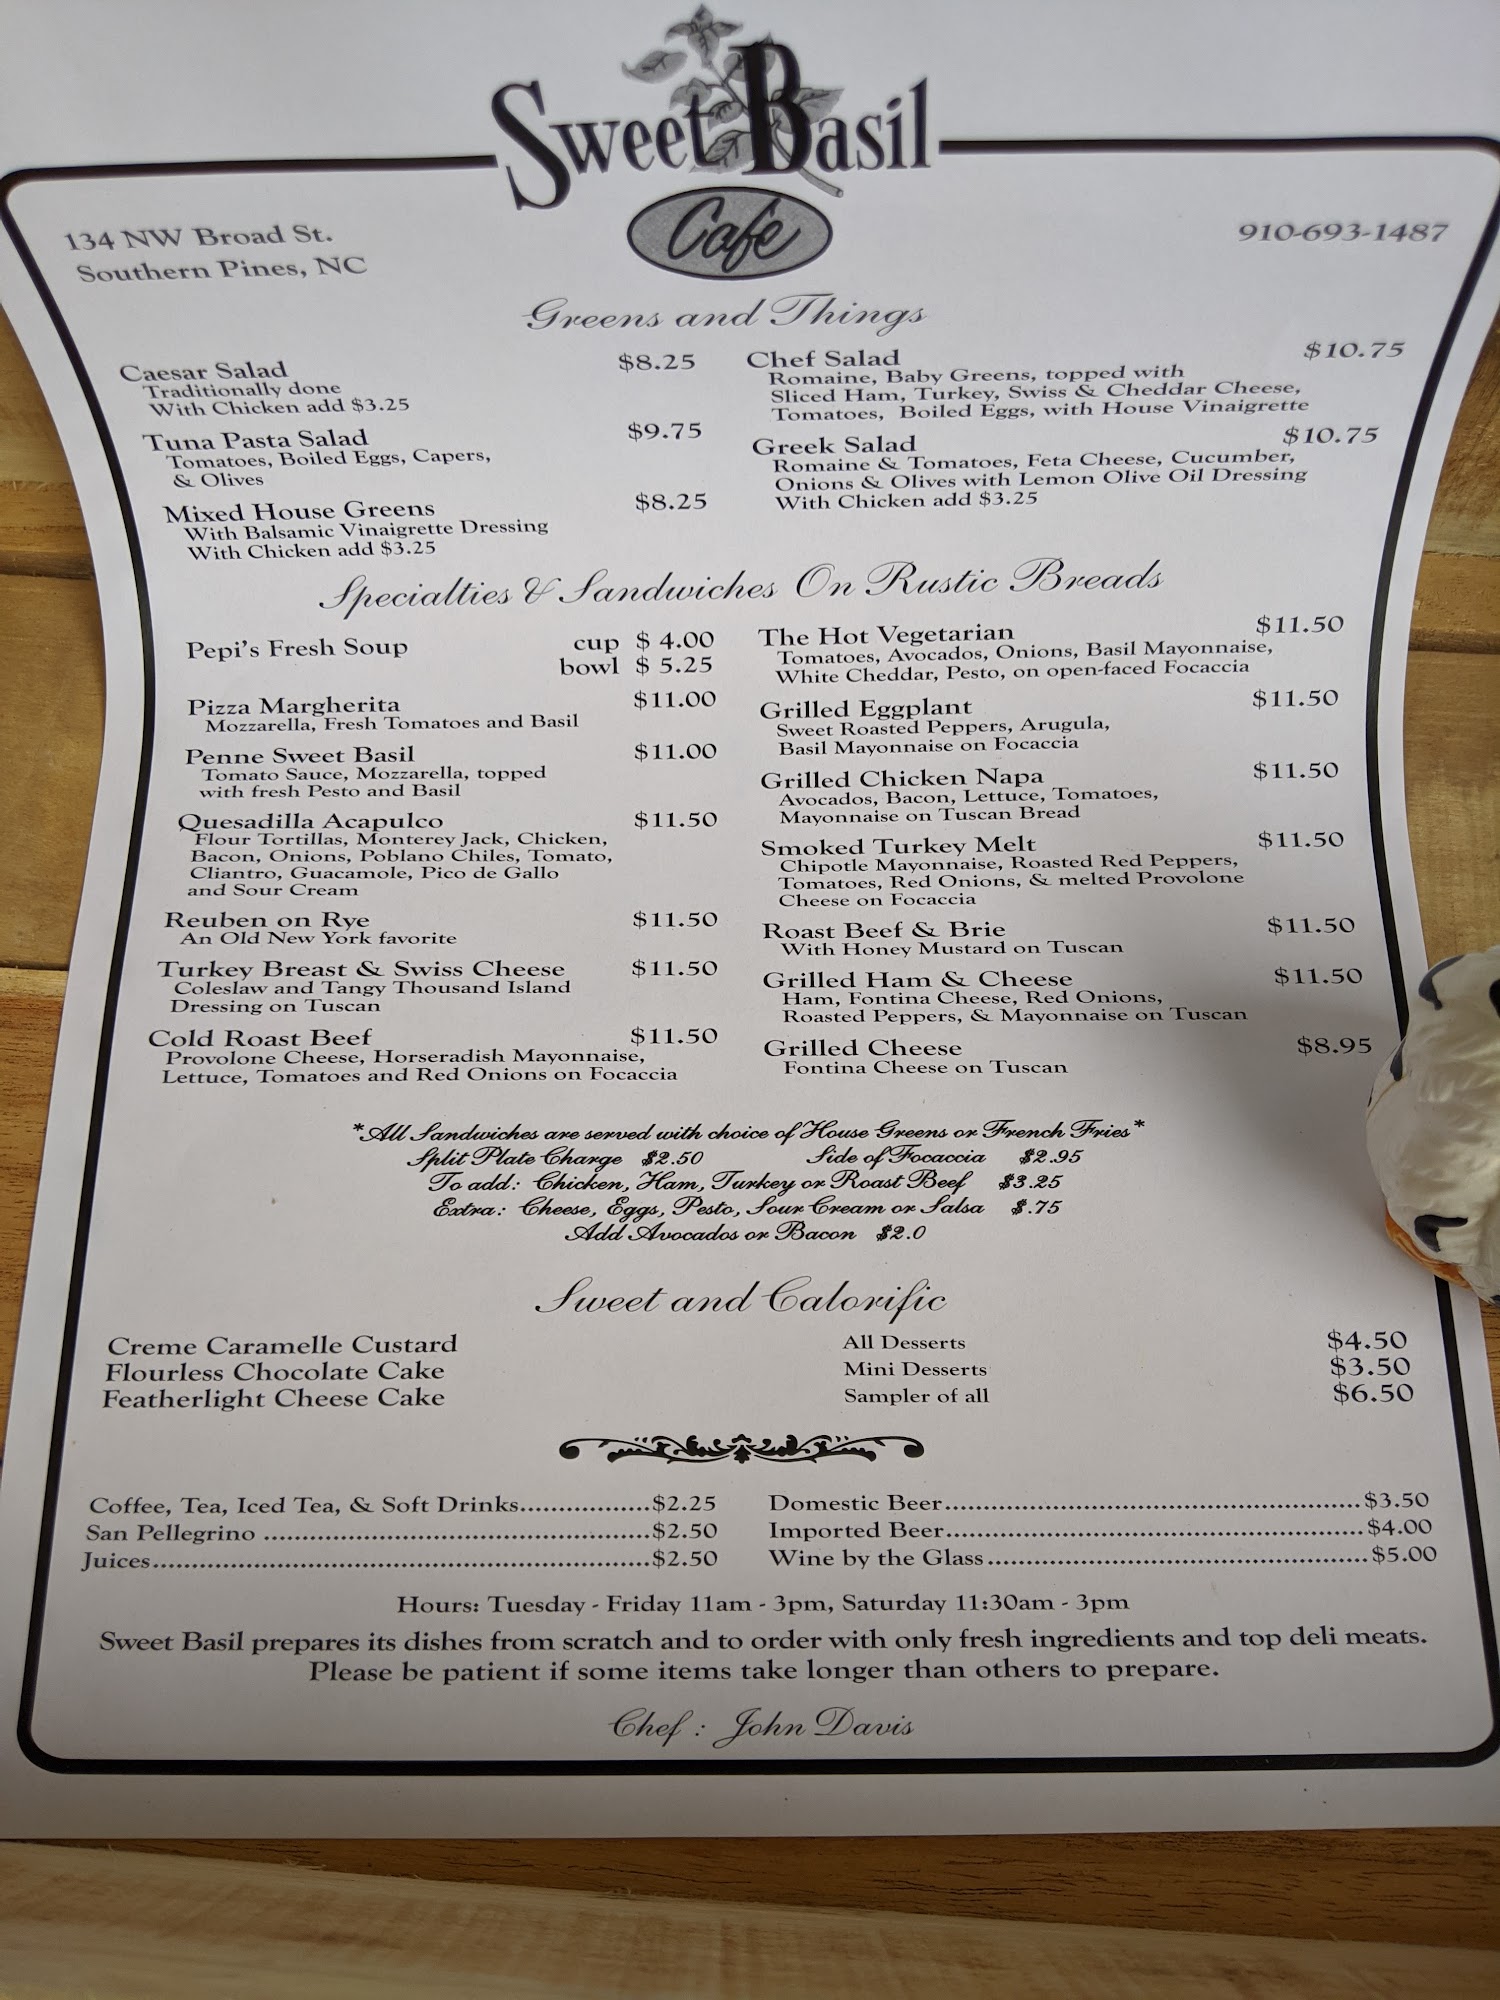 Sweet Basil
Café
134 NW Broad St.
Southern Pines, NC
910-693-1487
Greens and Things
Caesar Salad $8.25
Traditionally done
With Chicken add $3.25
Tuna Pasta Salad $9.75
Tomatoes, Boiled Eggs, Capers,
& Olives
Mixed House Greens $8.25
With Balsamic Vinaigrette Dressing
With Chicken add $3.25
Chef Salad $10.75
Romaine, Baby Greens, topped with
Sliced Ham, Turkey, Swiss & Cheddar Cheese,
Tomatoes, Boiled Eggs, with House Vinaigrette
Greek Salad $10.75
Romaine & Tomatoes, Feta Cheese, Cucumber,
Onions & Olives with Lemon Olive Oil Dressing
With Chicken add $3.25
Specialties & Sandwiches On Rustic Breads
Pepi's Fresh Soup cup $ 4.00
bowl $ 5.25
Pizza Margherita $11.00
Mozzarella, Fresh Tomatoes and Basil
Penne Sweet Basil $11.00
Tomato Sauce, Mozzarella, topped
with fresh Pesto and Basil
Quesadilla Acapulco $11.50
Flour Tortillas, Monterey Jack, Chicken,
Bacon, Onions, Poblano Chiles, Tomato,
Cliantro, Guacamole, Pico de Gallo
and Sour Cream
Reuben on Rye $11.50
An Old New York favorite
Turkey Breast & Swiss Cheese $11.50
Coleslaw and Tangy Thousand Island
Dressing on Tuscan
Cold Roast Beef $11.50
Provolone Cheese, Horseradish Mayonnaise,
Lettuce, Tomatoes and Red Onions on Focaccia
The Hot Vegetarian $11.50
Tomatoes, Avocados, Onions, Basil Mayonnaise,
White Cheddar, Pesto, on open-faced Focaccia
Grilled Eggplant $11.50
Sweet Roasted Peppers, Arugula,
Basil Mayonnaise on Focaccia
Grilled Chicken Napa $11.50
Avocados, Bacon, Lettuce, Tomatoes,
Mayonnaise on Tuscan Bread
Smoked Turkey Melt $11.50
Chipotle Mayonnaise, Roasted Red Peppers,
Tomatoes, Red Onions, & melted Provolone
Cheese on Focaccia
Roast Beef & Brie $11.50
With Honey Mustard on Tuscan
Grilled Ham & Cheese $11.50
Ham, Fontina Cheese, Red Onions,
Roasted Peppers, & Mayonnaise on Tuscan
Grilled Cheese $8.95
Fontina Cheese on Tuscan
*All Sandwiches are served with choice of House Greens or French Fries*
Split Plate Charge $2.50 Side of Focaccia $2.95
To add: Chicken, Ham, Turkey or Roast Beef $3.25
Extra: Cheese, Eggs, Pesto, Sour Cream or Salsa $.75
Add Avocados or Bacon $2.0
Sweet and Calorific
Creme Caramelle Custard
Flourless Chocolate Cake
Featherlight Cheese Cake
All Desserts $4.50
Mini Desserts $3.50
Sampler of all $6.50
Coffee, Tea, Iced Tea, & Soft Drinks.................$2.25
San Pellegrino ..................................................$2.50
Juices.................................................................$2.50
Domestic Beer......................................................$3.50
Imported Beer......................................................$4.00
Wine by the Glass.................................................$5.00
Hours: Tuesday - Friday 11am - 3pm, Saturday 11:30am - 3pm
Sweet Basil prepares its dishes from scratch and to order with only fresh ingredients and top deli meats.
Please be patient if some items take longer than others to prepare.
Chef : John Davis